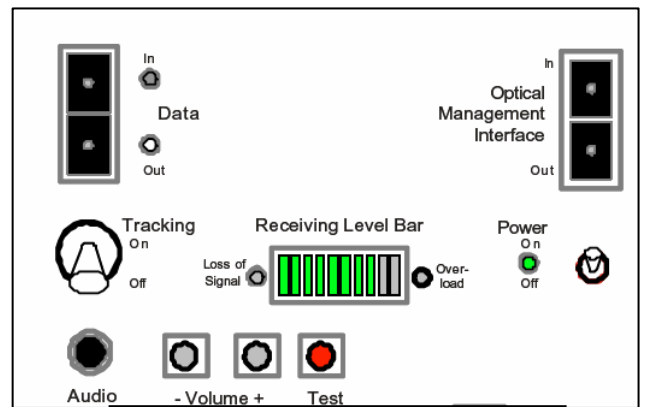 In
Data
Out
In
Optical
Management
Interface
Out
Tracking
On
Off
Receiving Level Bar
Loss of
Signal
Over-
load
Power
On
Off
Audio
- Volume +
Test